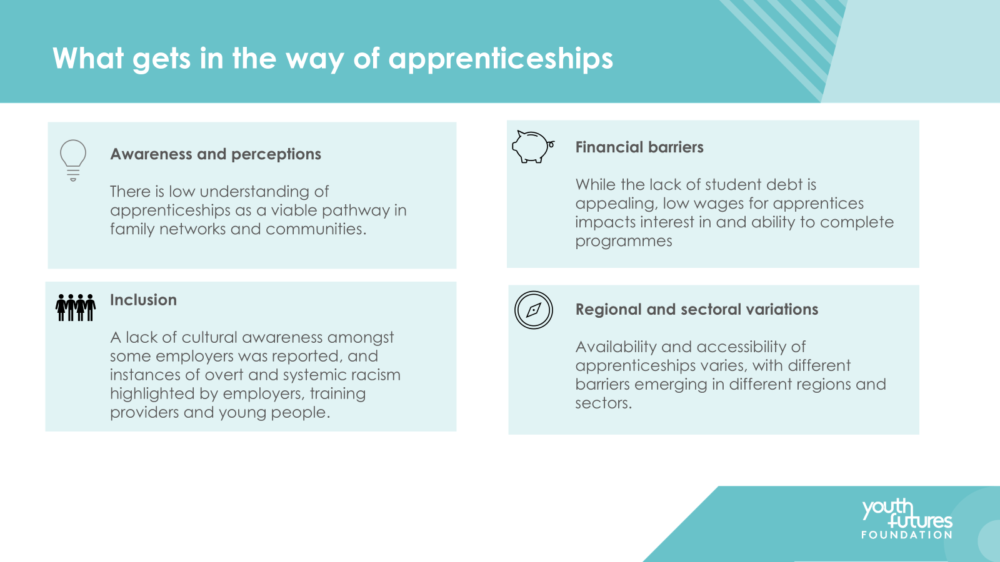 What gets in the way of apprenticeships
Awareness and perceptions
There is low understanding of
apprenticeships as a viable pathway in
family networks and communities.
Financial barriers
While the lack of student debt is
appealing, low wages for apprentices
impacts interest in and ability to complete
programmes
Inclusion
A lack of cultural awareness amongst
some employers was reported, and
instances of overt and systemic racism
highlighted by employers, training
providers and young people.
Regional and sectoral variations
Availability and accessibility of
apprenticeships varies, with different
barriers emerging in different regions and
sectors.
youth
futures
FOUNDATION